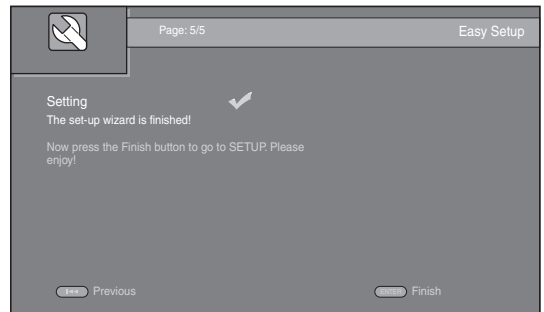 Page: 5/5
Easy Setup
Setting
The set-up wizard is finished!
Now press the Finish button to go to SETUP. Please
enjoy!
Previous
ENTER Finish